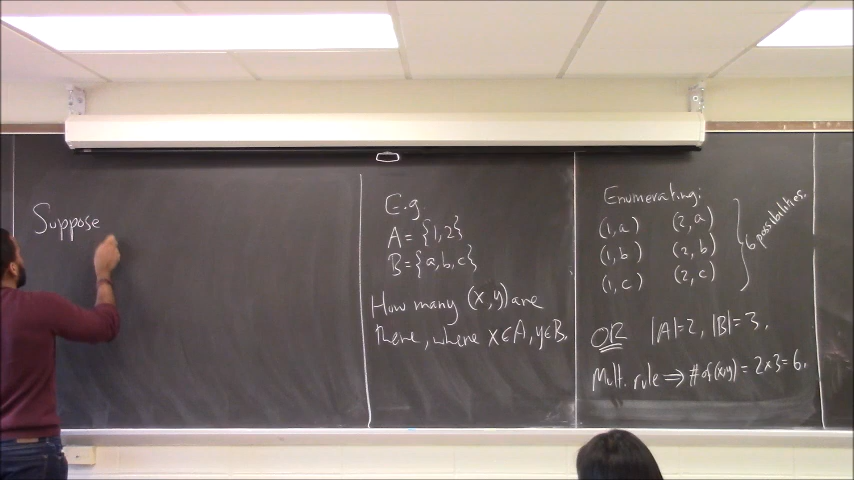 Suppose
E.g.
A = {1,2}
B = {a,b,c}
How many (x,y) are
there, where x∈A, y∈B.
Enumerating:
(1,a) (2,a)
(1,b) (2,b)
(1,c) (2,c)
6 possibilities.
OR |A|=2, |B|=3.
Mult. rule ⇒ # of (x,y) = 2×3=6.